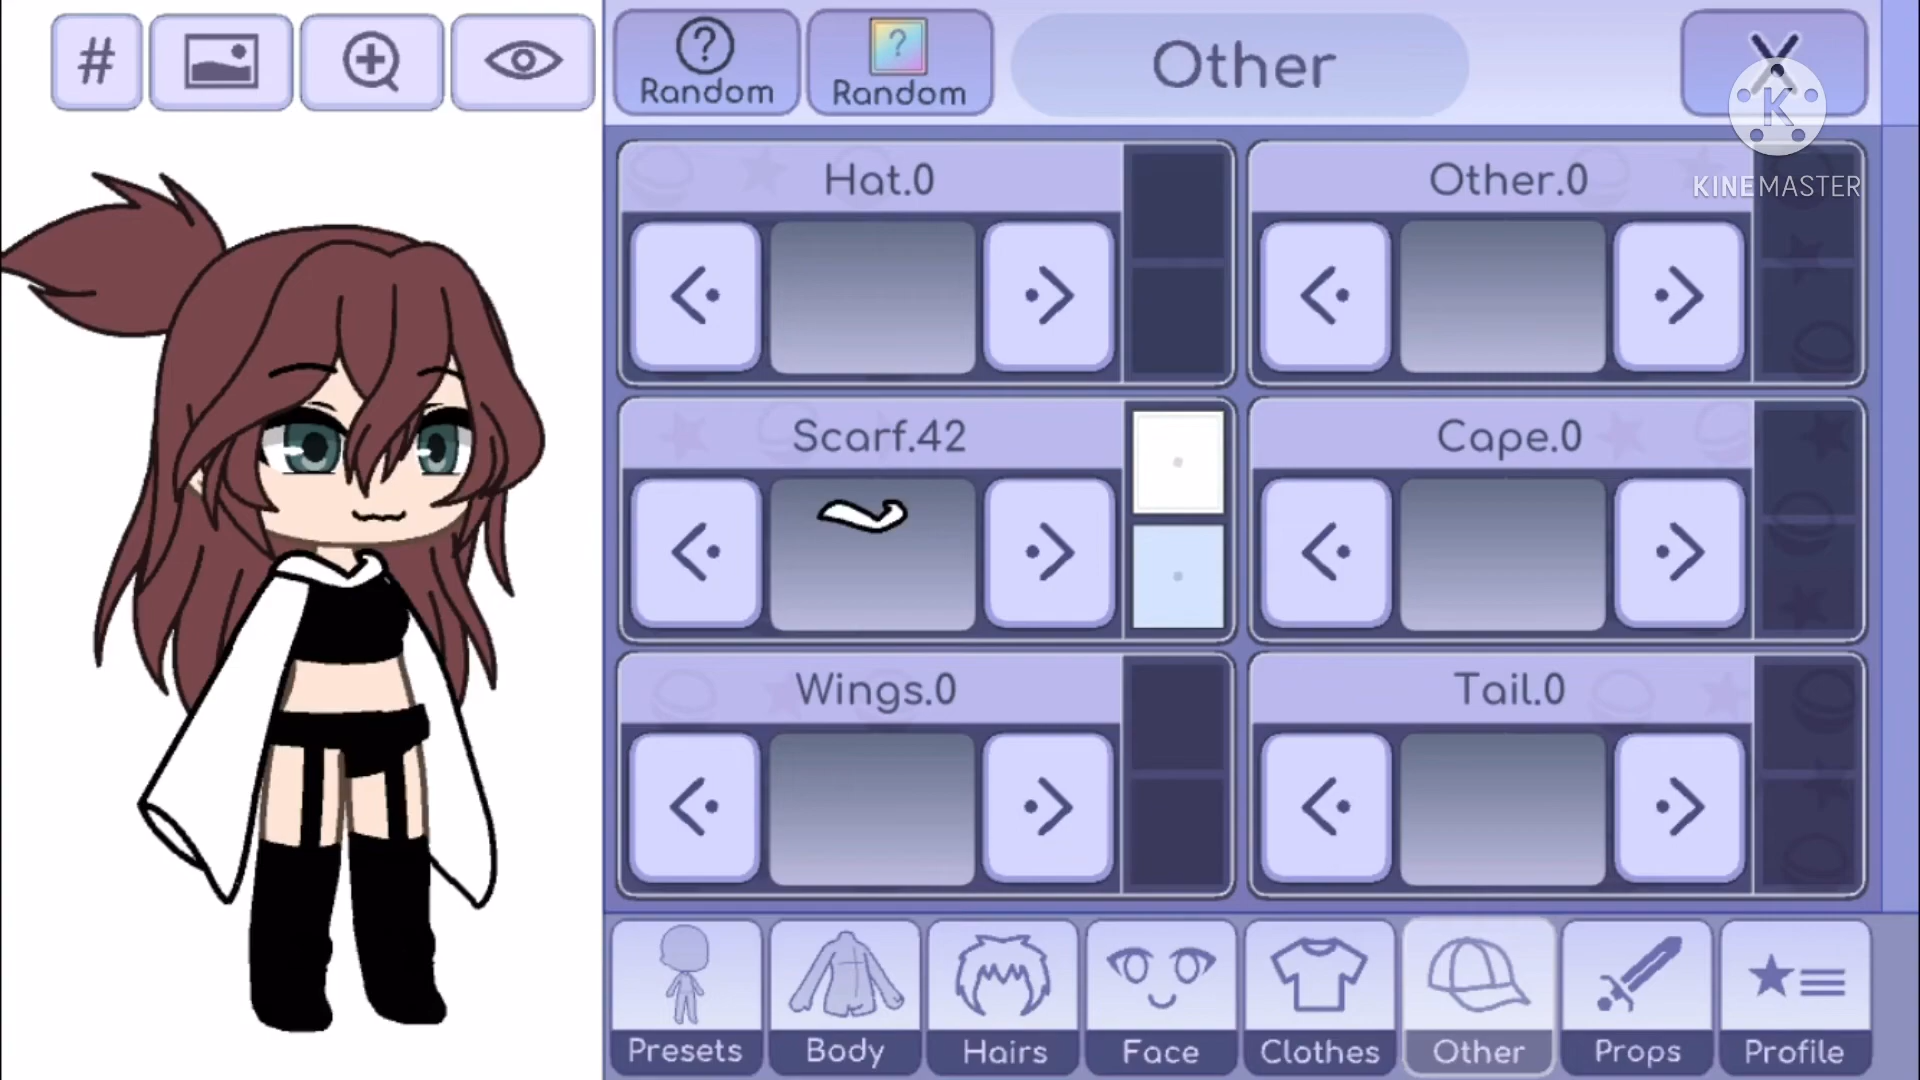 #
? Random
? Random
Other
K
KINEMASTER
Hat.0
Other.0
Scarf.42
Cape.0
Wings.0
Tail.0
Presets
Body
Hairs
Face
Clothes
Other
Props
Profile